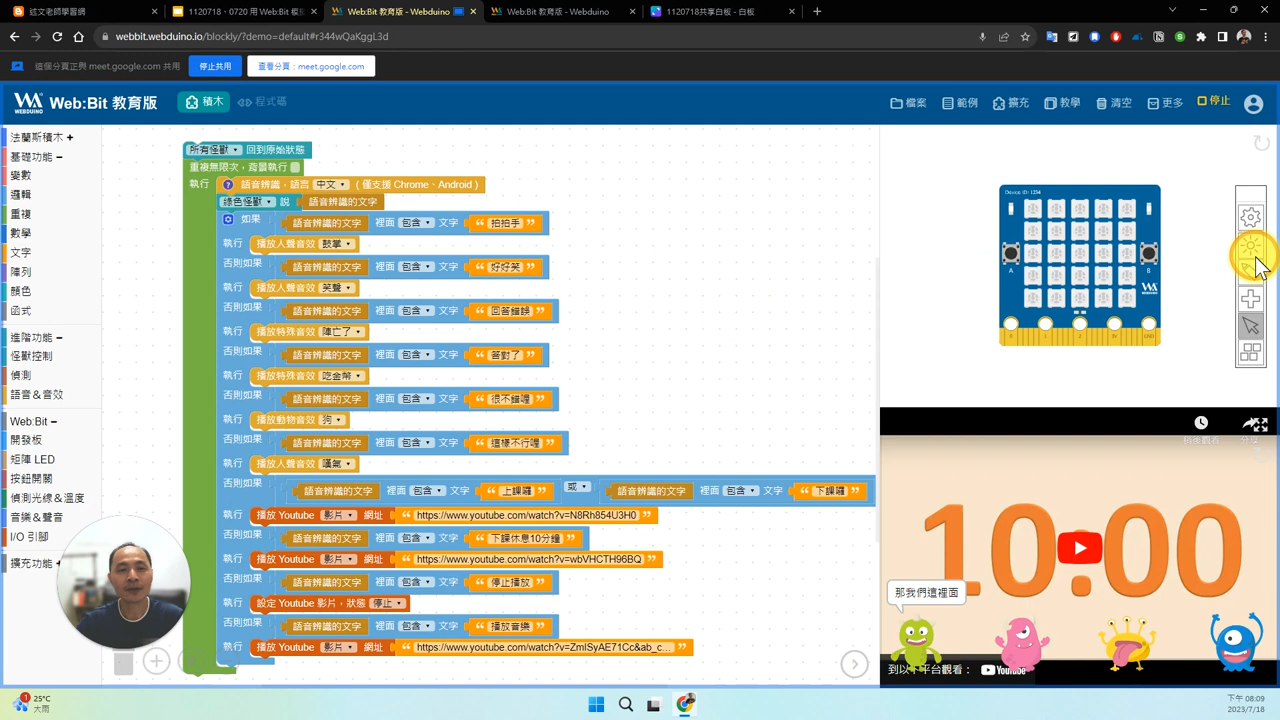 法文老師學習網
1120718、0720 用 Web:Bit 模
Web:Bit 教育版 - Webduino
Web:Bit 教育版 - Webduino
1120718共享白板 - 白板
webbit.webduino.io/blockly/?demo=default#r344wQaKggL3d
這個分頁正與 meet.google.com 共用
停止共用
查看分頁：meet.google.com
WEBDUINO
Web:Bit 教育版
積木
程式區
檔案
範例
擴充
教學
清空
更多
停止
法蘭斯積木
基礎功能
變數
邏輯
重複
數學
文字
陣列
顏色
函式
進階功能
怪獸控制
偵測
語音＆音效
Web:Bit
開發板
矩陣 LED
按鈕開關
偵測光線＆溫度
音樂＆聲音
I/O 引腳
擴充功能
所有怪獸 回到原始狀態
重複無限次，背景執行
執行 語音辨識，語言 中文 ( 僅支援 Chrome、Android )
綠色怪獸 說 語音辨識的文字
如果 語音辨識的文字 裡面 包含 文字 “ 拍拍手 ”
執行 播放人聲音效 鼓掌
否則如果 語音辨識的文字 裡面 包含 文字 “ 好好笑 ”
執行 播放人聲音效 笑聲
否則如果 語音辨識的文字 裡面 包含 文字 “ 回答錯誤 ”
執行 播放特殊音效 陣亡了
否則如果 語音辨識的文字 裡面 包含 文字 “ 答對了 ”
執行 播放特殊音效 吃金幣
否則如果 語音辨識的文字 裡面 包含 文字 “ 很不錯喔 ”
執行 播放動物音效 狗
否則如果 語音辨識的文字 裡面 包含 文字 “ 這樣不行喔 ”
執行 播放人聲音效 嘆氣
否則如果 語音辨識的文字 裡面 包含 文字 “ 上課囉 ” 或 語音辨識的文字 裡面 包含 文字 “ 下課囉 ”
執行 播放 Youtube 影片 網址 “ https://www.youtube.com/watch?v=N8Rh854U3H0 ”
否則如果 語音辨識的文字 裡面 包含 文字 “ 下課休息10分鐘 ”
執行 播放 Youtube 影片 網址 “ https://www.youtube.com/watch?v=wbVHCTH96BQ ”
否則如果 語音辨識的文字 裡面 包含 文字 “ 停止播放 ”
執行 設定 Youtube 影片，狀態 停止
否則如果 語音辨識的文字 裡面 包含 文字 “ 播放音樂 ”
執行 播放 Youtube 影片 網址 “ https://www.youtube.com/watch?v=ZmlSyAE71Cc&ab_c... ”
Device ID: 1234
A
B
0 1 2 3V GND
稍後觀看
分享
10:00
那我們這裡面
到以下平台觀看： YouTube
1
25°C
大雨
下午 08:09
2023/7/18